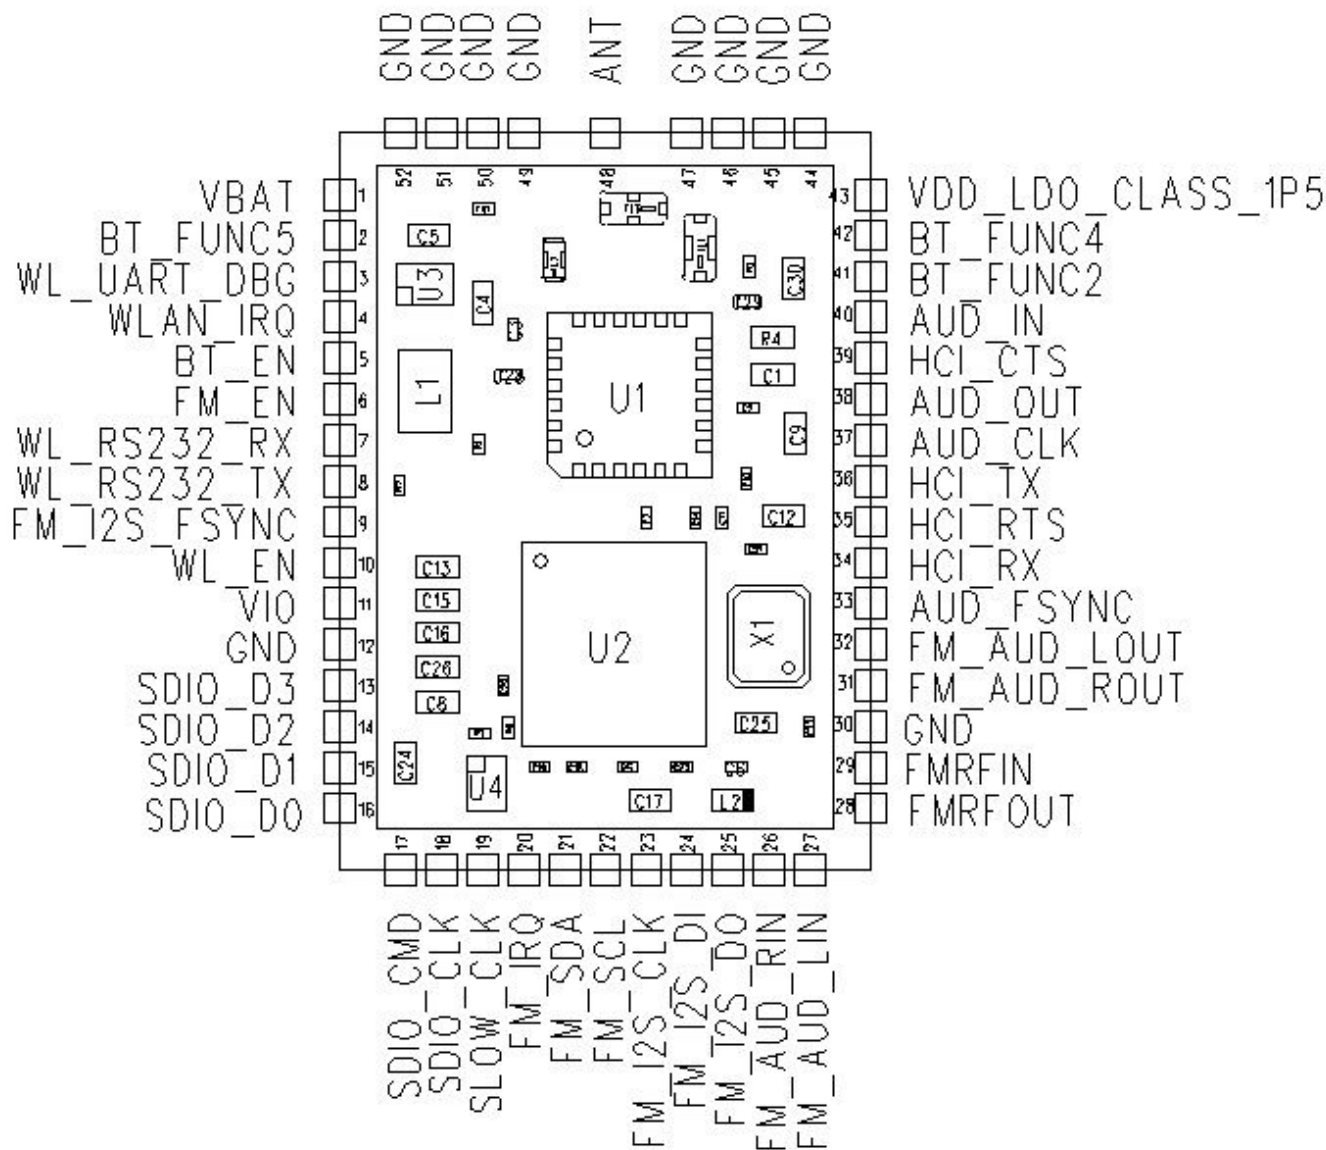 GND GND GND GND ANT GND GND GND GND
52 51 50 49 48 47 46 45 44
VBAT 1 43 VDD_LDO_CLASS_1P5
BT_FUNC5 2 C5 42 BT_FUNC4
WL_UART_DBG 3 U3 C4 C30 41 BT_FUNC2
WLAN_IRQ 4 C29 R4 40 AUD_IN
BT_EN 5 L1 C28 U1 C1 39 HCI_CTS
FM_EN 6 38 AUD_OUT
WL_RS232_RX 7 C9 37 AUD_CLK
WL_RS232_TX 8 36 HCI_TX
FM_I2S_FSYNC 9 C12 35 HCI_RTS
WL_EN 10 C13 34 HCI_RX
VIO 11 C15 33 AUD_FSYNC
GND 12 C16 U2 X1 32 FM_AUD_LOUT
SDIO_D3 13 C26 31 FM_AUD_ROUT
SDIO_D2 14 C8 C25 30 GND
SDIO_D1 15 C24 U4 29 FMRFIN
SDIO_D0 16 C17 L2 28 FMRFOUT
17 18 19 20 21 22 23 24 25 26 27
SDIO_CMD
SDIO_CLK
SLOW_CLK
FM_IRQ
FM_SDA
FM_SCL
FM_I2S_CLK
FM_I2S_DI
FM_I2S_DO
FM_AUD_RIN
FM_AUD_LIN